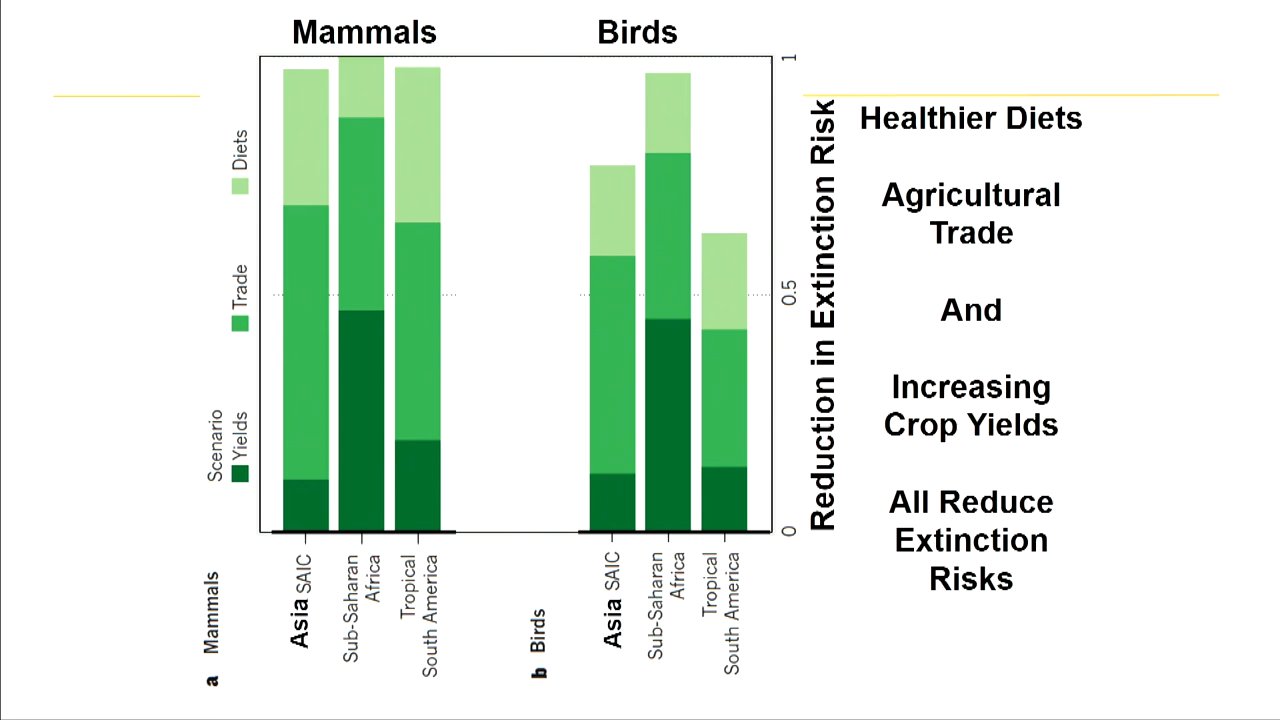 Mammals
Birds
Scenario
Yields
Trade
Diets
1
0.5
0
Reduction in Extinction Risk
a Mammals
Asia SAIC
Sub-Saharan
Africa
Tropical
South America
b Birds
Asia SAIC
Sub-Saharan
Africa
Tropical
South America
Healthier Diets
Agricultural
Trade
And
Increasing
Crop Yields
All Reduce
Extinction
Risks